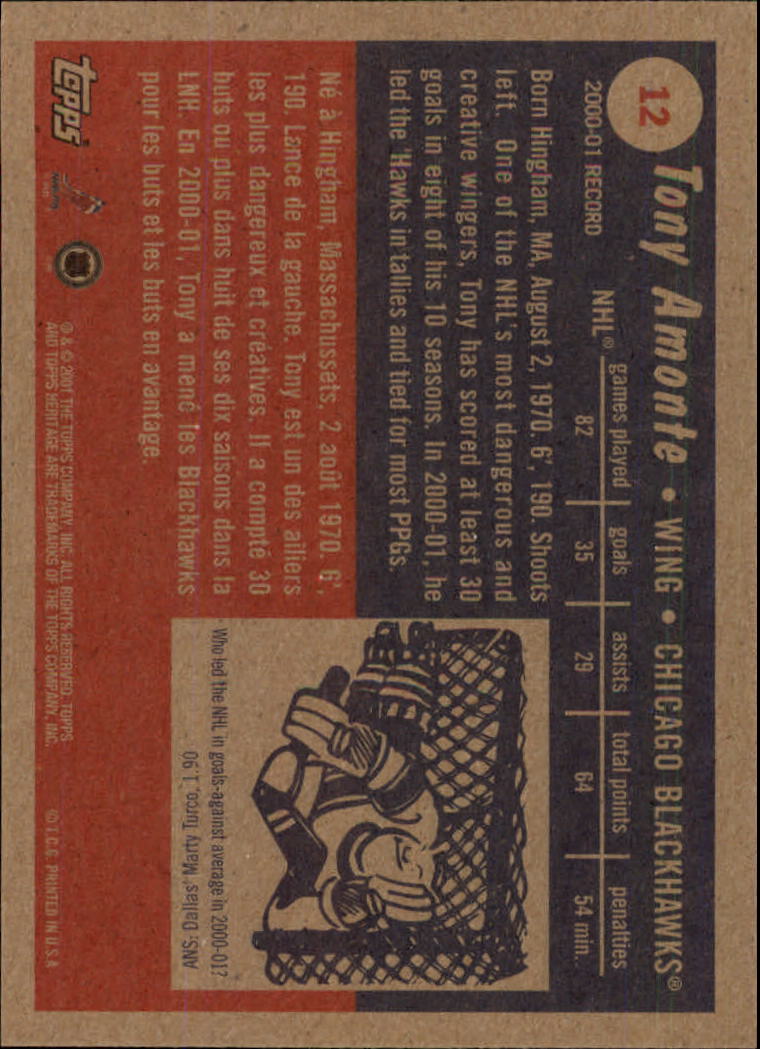 12
Tony Amonte • WING • CHICAGO BLACKHAWKS®
2000-01 RECORD
games played goals assists total points penalties
NHL® 82 35 29 64 54 min.
Born Hingham, MA, August 2, 1970. 6', 190. Shoots
left. One of the NHL's most dangerous and
creative wingers, Tony has scored at least 30
goals in eight of his 10 seasons. In 2000-01, he
led the 'Hawks in tallies and tied for most PPGs.
Né à Hingham, Massachussets, 2 août 1970. 6',
190. Lance de la gauche. Tony est un des ailiers
les plus dangereux et créatives. Il a compté 30
buts ou plus dans huit de ses dix saisons dans la
LNH. En 2000-01, Tony a mené les Blackhawks
pour les buts et les buts en avantage.
Who led the NHL in goals-against average in 2000-01?
ANS: Dallas' Marty Turco, 1.90
topps
® & © 2001 THE TOPPS COMPANY, INC. ALL RIGHTS RESERVED. TOPPS
AND TOPPS HERITAGE ARE TRADEMARKS OF THE TOPPS COMPANY, INC.
© T.C.G. PRINTED IN U.S.A.